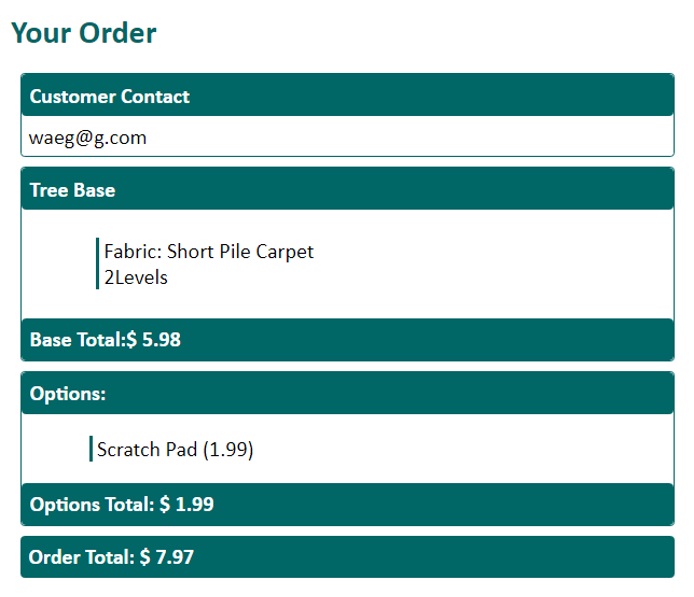 Your Order
Customer Contact
waeg@g.com
Tree Base
Fabric: Short Pile Carpet
2Levels
Base Total:$ 5.98
Options:
Scratch Pad (1.99)
Options Total: $ 1.99
Order Total: $ 7.97